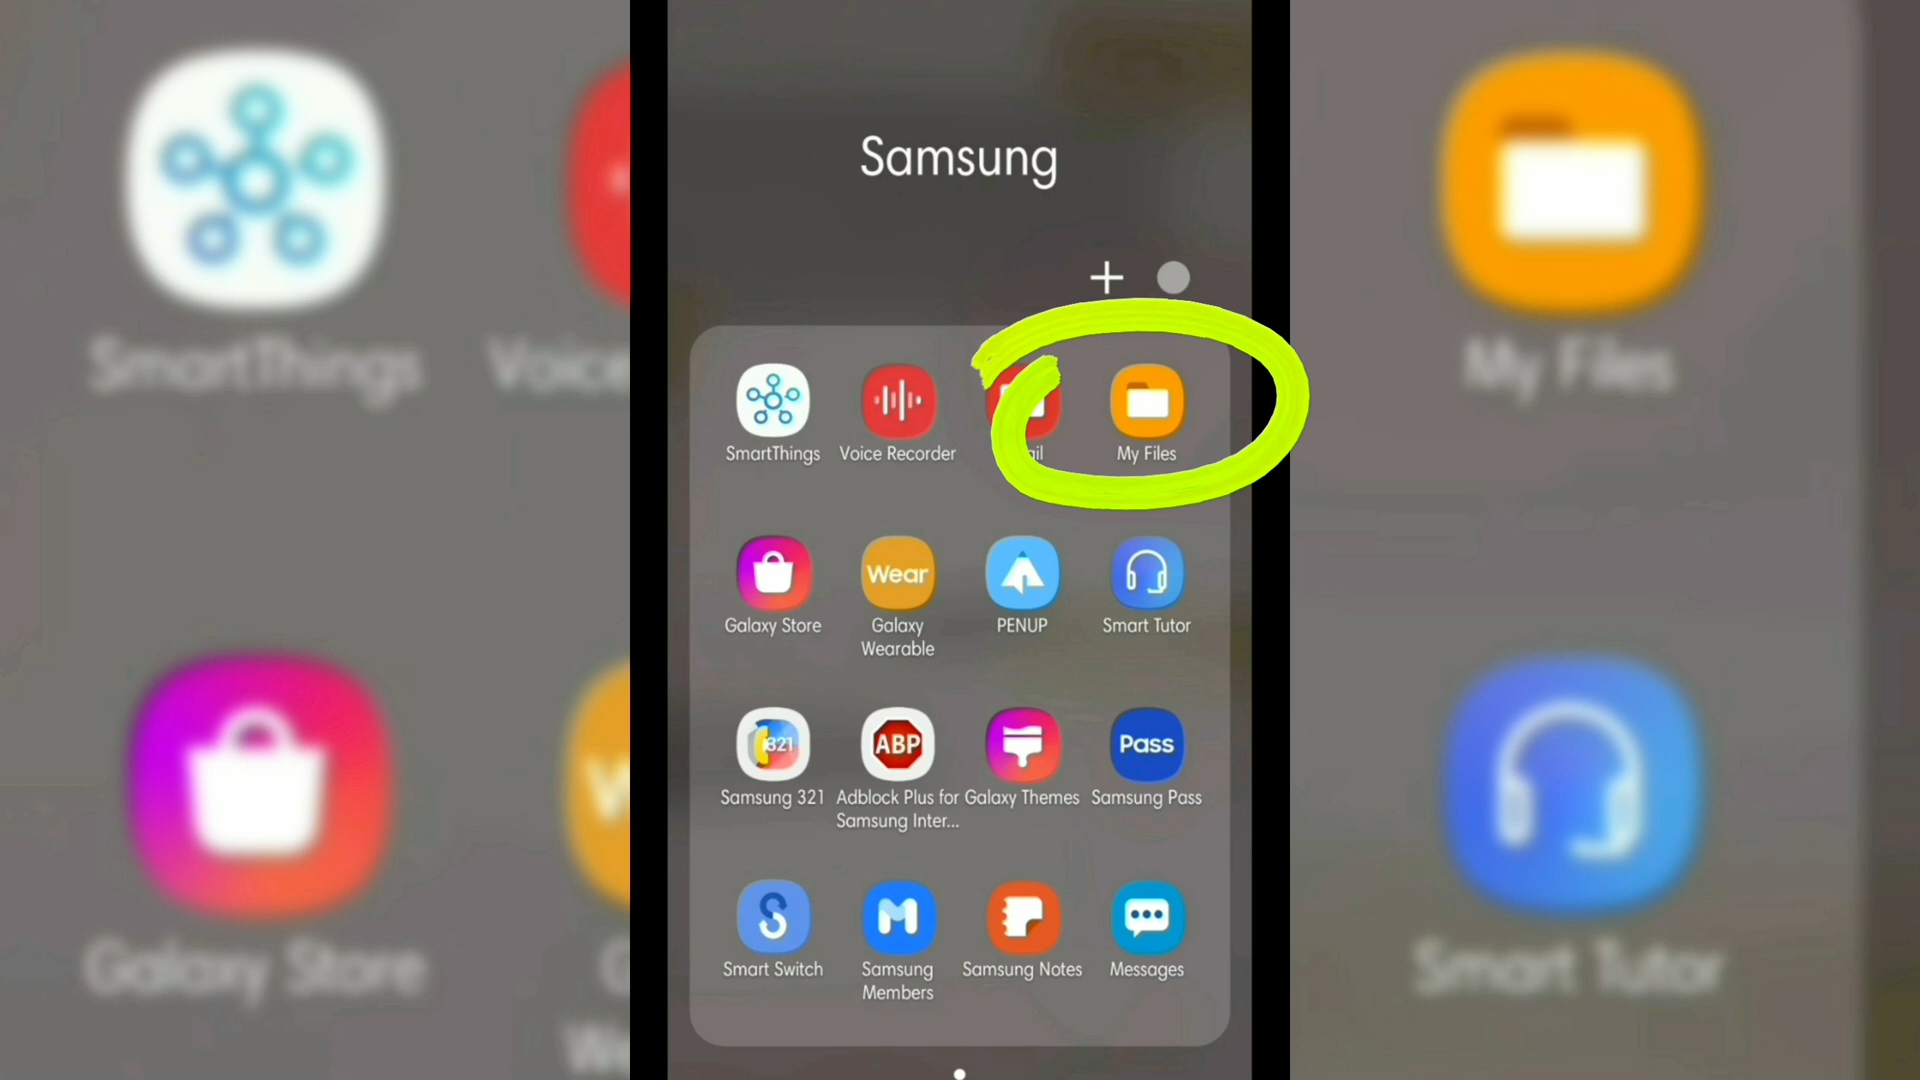 Samsung
SmartThings
Voice Recorder
My Files
Galaxy Store
Wear
Galaxy
Wearable
PENUP
Smart Tutor
321
Samsung 321
ABP
Adblock Plus for
Samsung Inter...
Galaxy Themes
Pass
Samsung Pass
Smart Switch
Samsung
Members
Samsung Notes
Messages
SmartThings
Voice
Galaxy Store
My Files
Smart Tutor